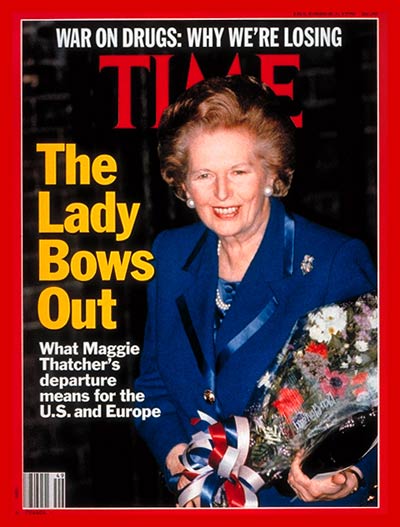 WAR ON DRUGS: WHY WE'RE LOSING
TIME
The
Lady
Bows
Out
What Maggie
Thatcher's
departure
means for the
U.S. and Europe
49